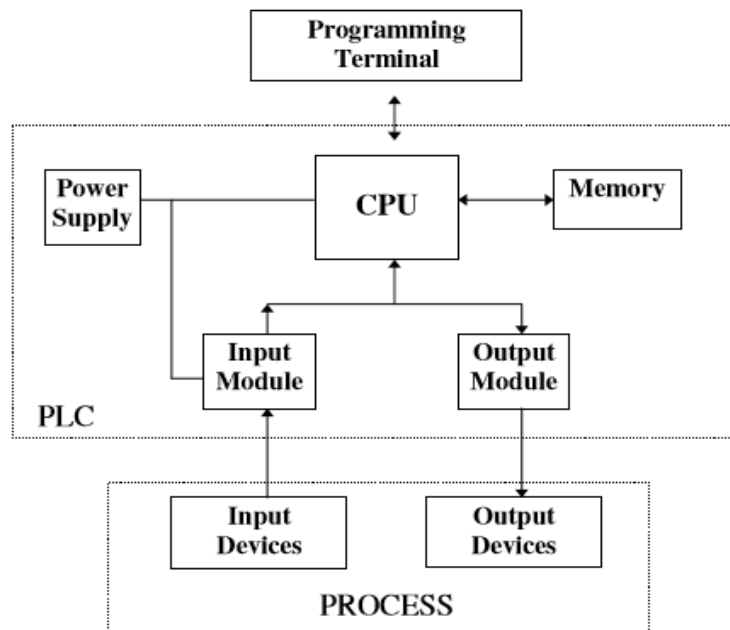 Programming
Terminal
Power
Supply
CPU
Memory
Input
Module
Output
Module
PLC
Input
Devices
Output
Devices
PROCESS